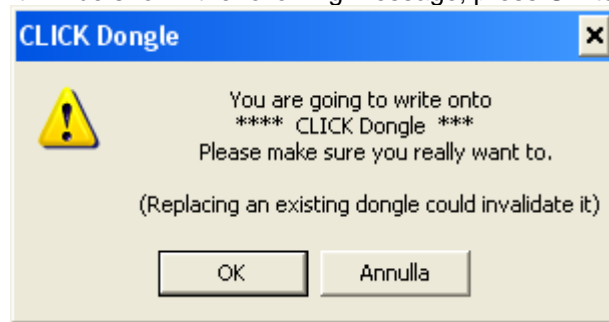 CLICK Dongle
You are going to write onto
**** CLICK Dongle ***
Please make sure you really want to.
(Replacing an existing dongle could invalidate it)
OK
Annulla